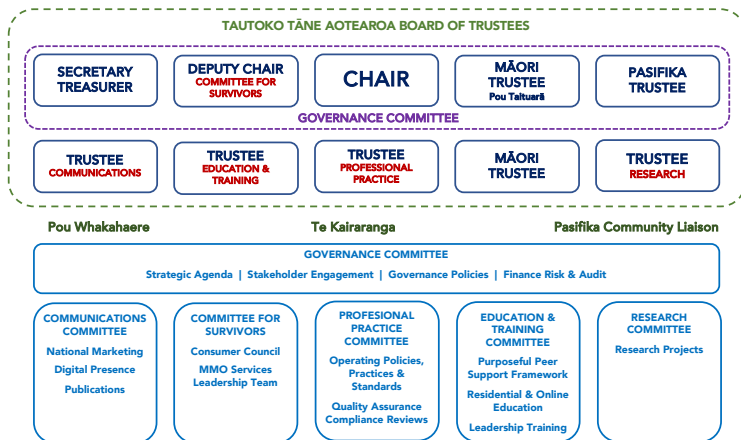 TAUTOKO TĀNE AOTEAROA BOARD OF TRUSTEES
SECRETARY
TREASURER
DEPUTY CHAIR
COMMITTEE FOR
SURVIVORS
CHAIR
MĀORI
TRUSTEE
Pou Taituarā
PASIFIKA
TRUSTEE
GOVERNANCE COMMITTEE
TRUSTEE
COMMUNICATIONS
TRUSTEE
EDUCATION &
TRAINING
TRUSTEE
PROFESSIONAL
PRACTICE
MĀORI
TRUSTEE
TRUSTEE
RESEARCH
Pou Whakahaere
Te Kairaranga
Pasifika Community Liaison
GOVERNANCE COMMITTEE
Strategic Agenda | Stakeholder Engagement | Governance Policies | Finance Risk & Audit
COMMUNICATIONS
COMMITTEE
National Marketing
Digital Presence
Publications
COMMITTEE FOR
SURVIVORS
Consumer Council
MMO Services
Leadership Team
PROFESIONAL
PRACTICE
COMMITTEE
Operating Policies,
Practices &
Standards
Quality Assurance
Compliance Reviews
EDUCATION &
TRAINING
COMMITTEE
Purposeful Peer
Support Framework
Residential & Online
Education
Leadership Training
RESEARCH
COMMITTEE
Research Projects